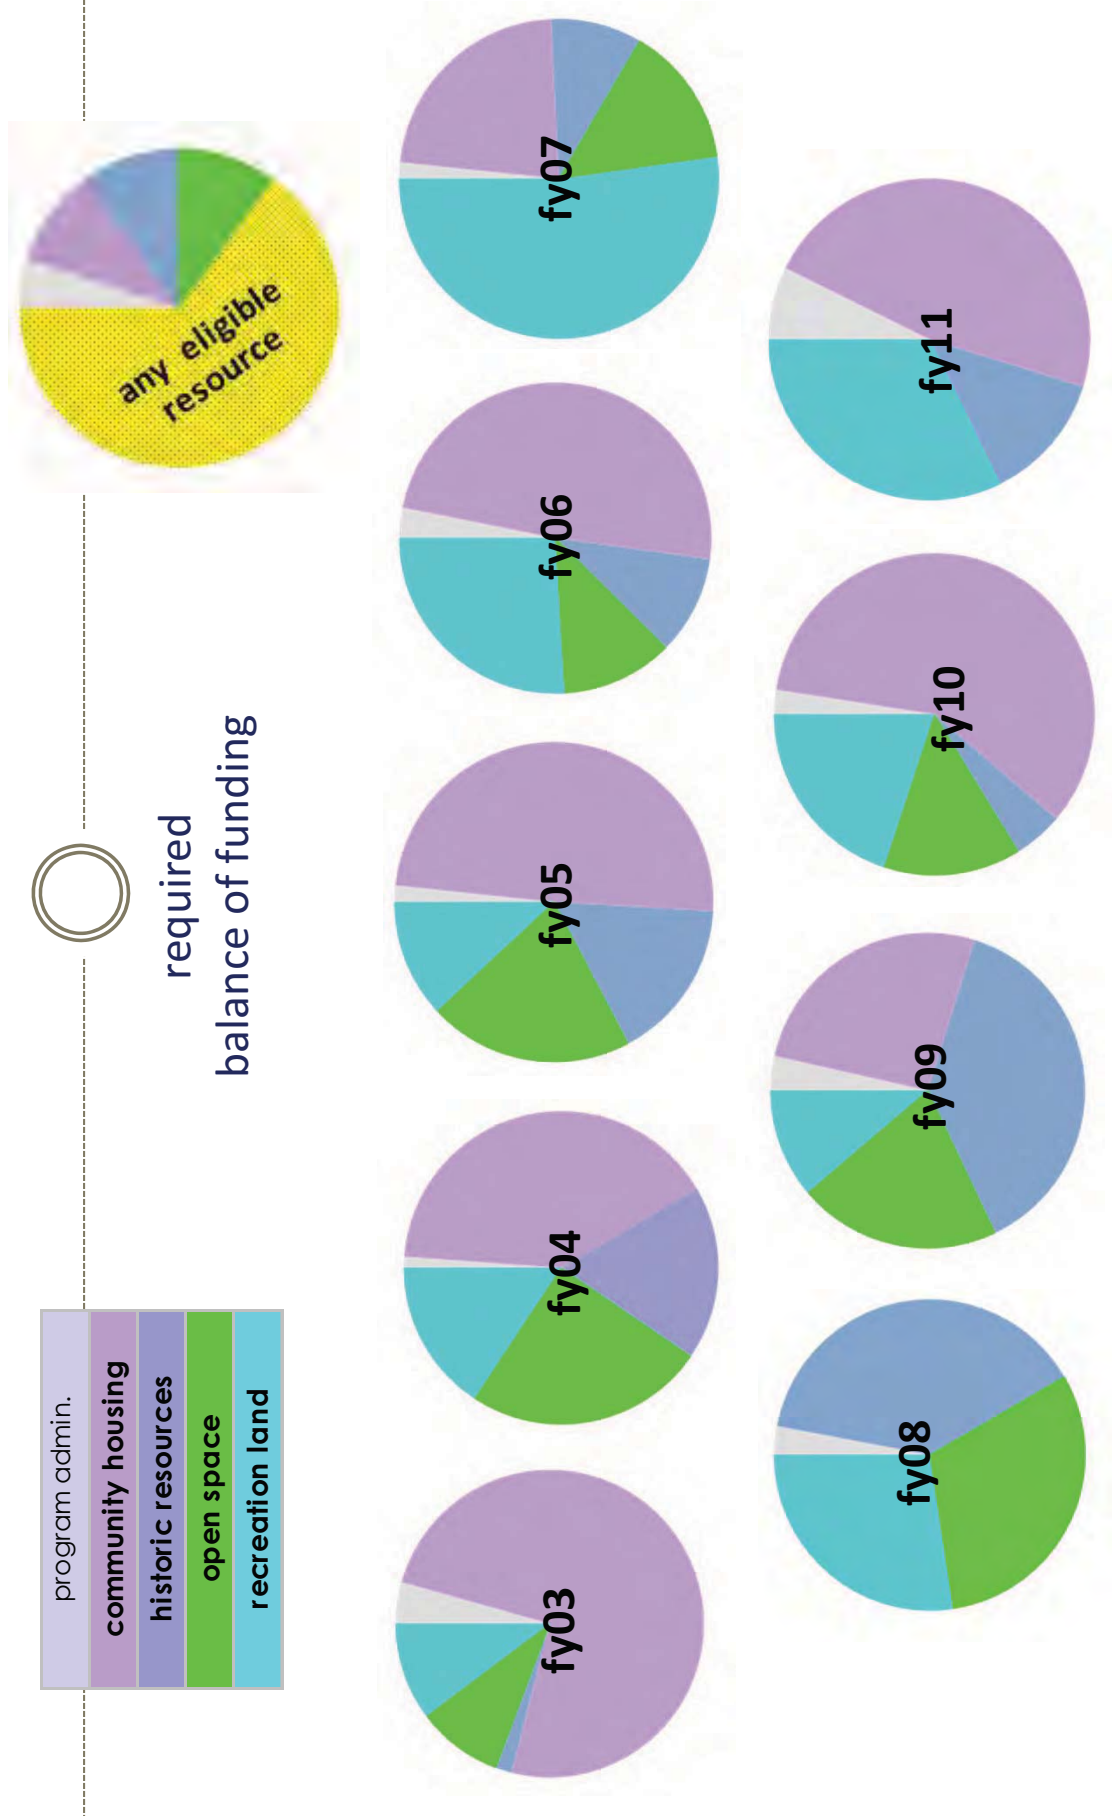 required
balance of funding
any eligible
resource
program admin.
community housing
historic resources
open space
recreation land
fy03
fy04
fy05
fy06
fy07
fy08
fy09
fy10
fy11